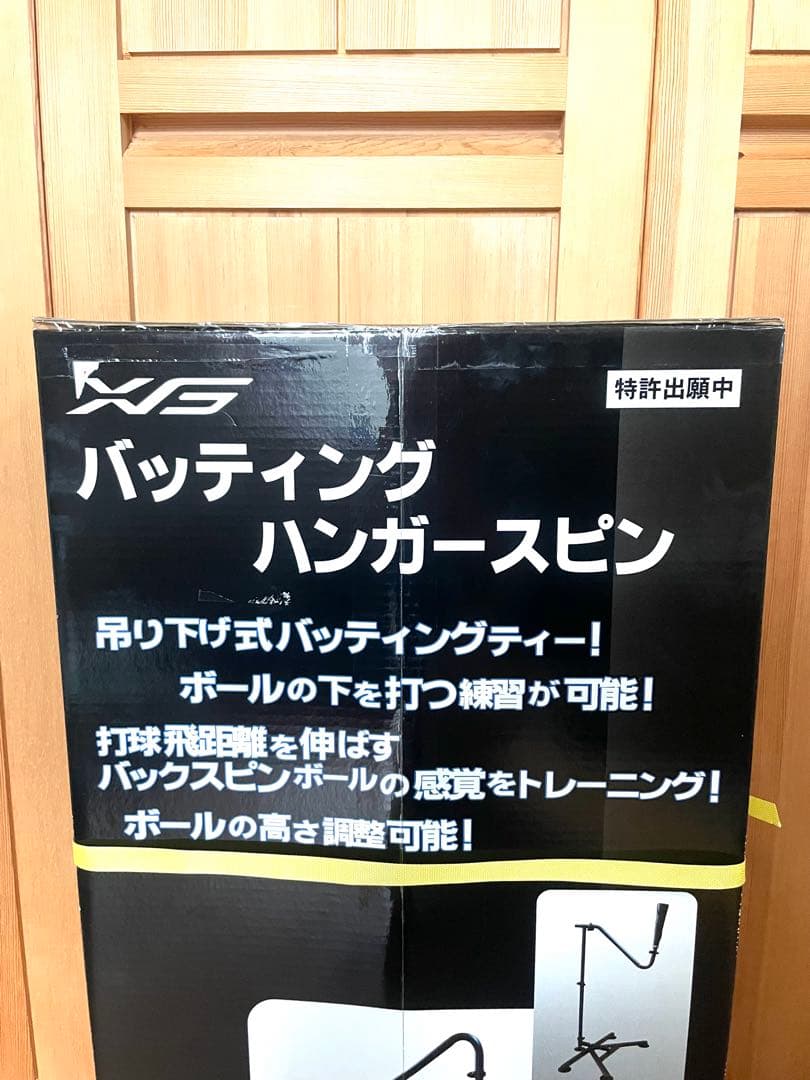 特許出願中
バッティング
ハンガースピン
吊り下げ式バッティングティー!
ボールの下を打つ練習が可能!
打球飛距離を伸ばす
バックスピンボールの感覚をトレーニング!
ボールの高さ調整可能!